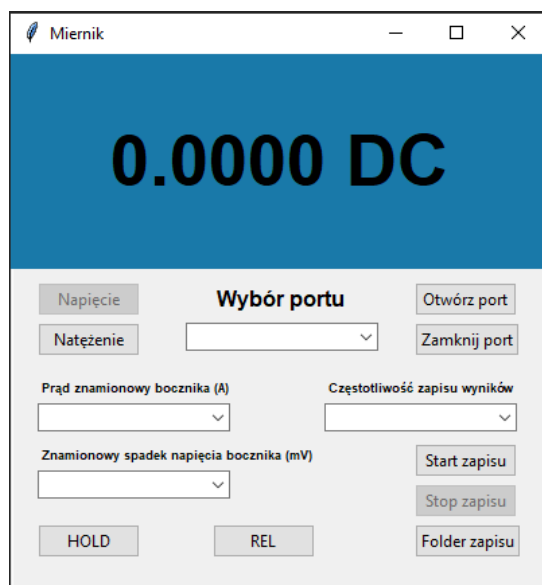 Miernik
0.0000 DC
Napięcie
Wybór portu
Otwórz port
Natężenie
Zamknij port
Prąd znamionowy bocznika (A)
Częstotliwość zapisu wyników
Znamionowy spadek napięcia bocznika (mV)
Start zapisu
Stop zapisu
HOLD
REL
Folder zapisu